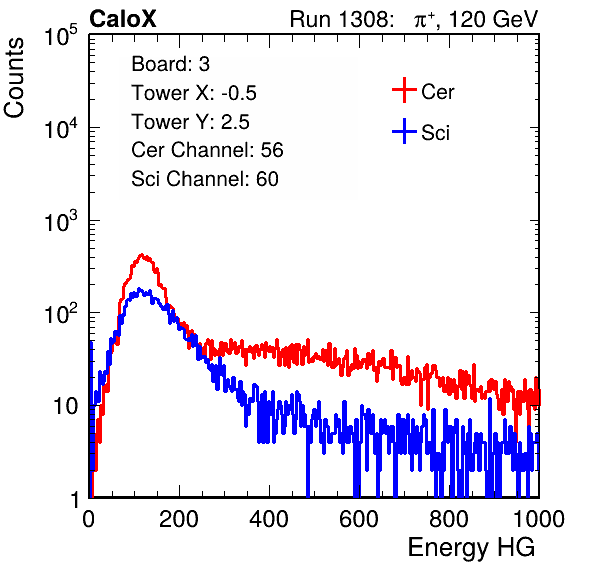 CaloX Run 1308: π⁺, 120 GeV
Counts
Board: 3
Tower X: -0.5
Tower Y: 2.5
Cer Channel: 56
Sci Channel: 60
Cer
Sci
10⁵
10⁴
10³
10²
10
1
0 200 400 600 800 1000
Energy HG